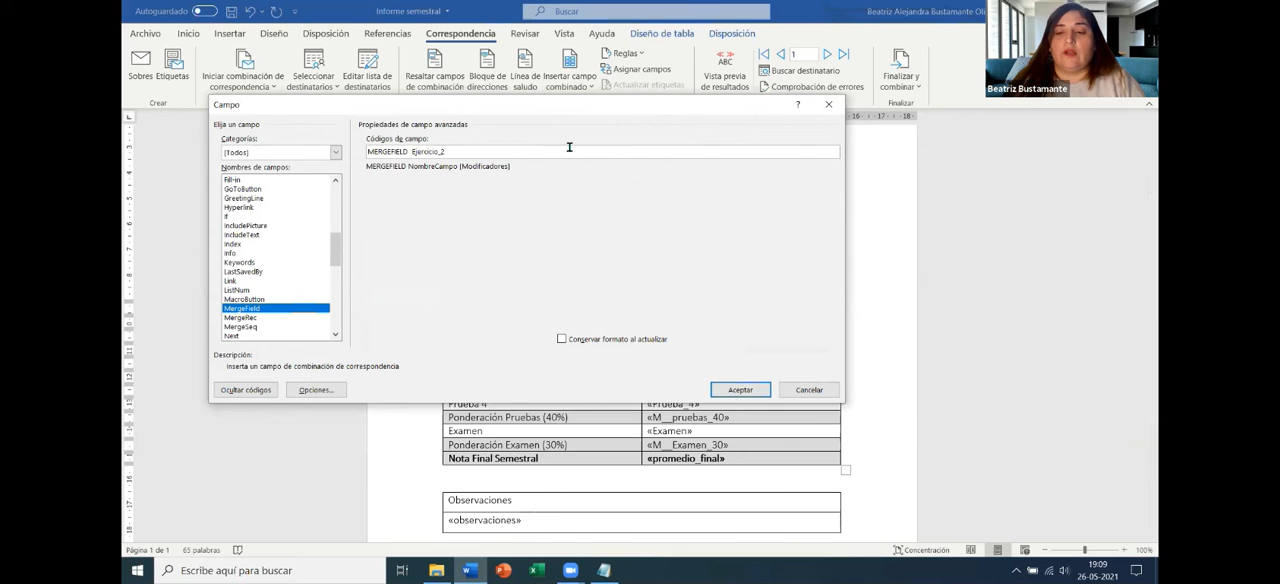 Autoguardado
Informe semestral
Buscar
Beatriz Alejandra Bustamante Oli
Archivo Inicio Insertar Diseño Disposición Referencias Correspondencia Revisar Vista Ayuda Diseño de tabla Disposición
Sobres Etiquetas
Iniciar combinación de correspondencia
Seleccionar destinatarios
Editar lista de destinatarios
Resaltar campos de combinación
Bloque de direcciones
Línea de saludo
Insertar campo combinado
Reglas
Asignar campos
Actualizar etiquetas
ABC
Vista previa de resultados
1
Buscar destinatario
Comprobación de errores
Finalizar y combinar
Crear
Finalizar
Beatriz Bustamante
Campo
? ×
Elija un campo
Categorías:
(Todos)
Nombres de campos:
Fill-in
GoToButton
GreetingLine
Hyperlink
If
IncludePicture
IncludeText
Index
Info
Keywords
LastSavedBy
Link
ListNum
MacroButton
MergeField
MergeRec
MergeSeq
Next
Propiedades de campo avanzadas
Códigos de campo:
MERGEFIELD Ejercicio_2
MERGEFIELD NombreCampo [Modificadores]
Conservar formato al actualizar
Descripción:
Inserta un campo de combinación de correspondencia
Ocultar códigos
Opciones...
Aceptar
Cancelar
· 16 · 17 · 18 ·
Prueba 4 «Prueba_4»
Ponderación Pruebas (40%) «M__pruebas_40»
Examen «Examen»
Ponderación Examen (30%) «M__Examen_30»
Nota Final Semestral «promedio_final»
Observaciones
«observaciones»
Página 1 de 1 65 palabras
Concentración
100%
Escribe aquí para buscar
19:09
26-05-2021